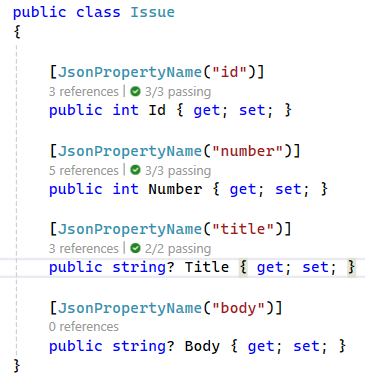 public class Issue
{
[JsonPropertyName("id")]
3 references | 3/3 passing
public int Id { get; set; }
[JsonPropertyName("number")]
5 references | 3/3 passing
public int Number { get; set; }
[JsonPropertyName("title")]
3 references | 2/2 passing
public string? Title { get; set; }
[JsonPropertyName("body")]
0 references
public string? Body { get; set; }
}